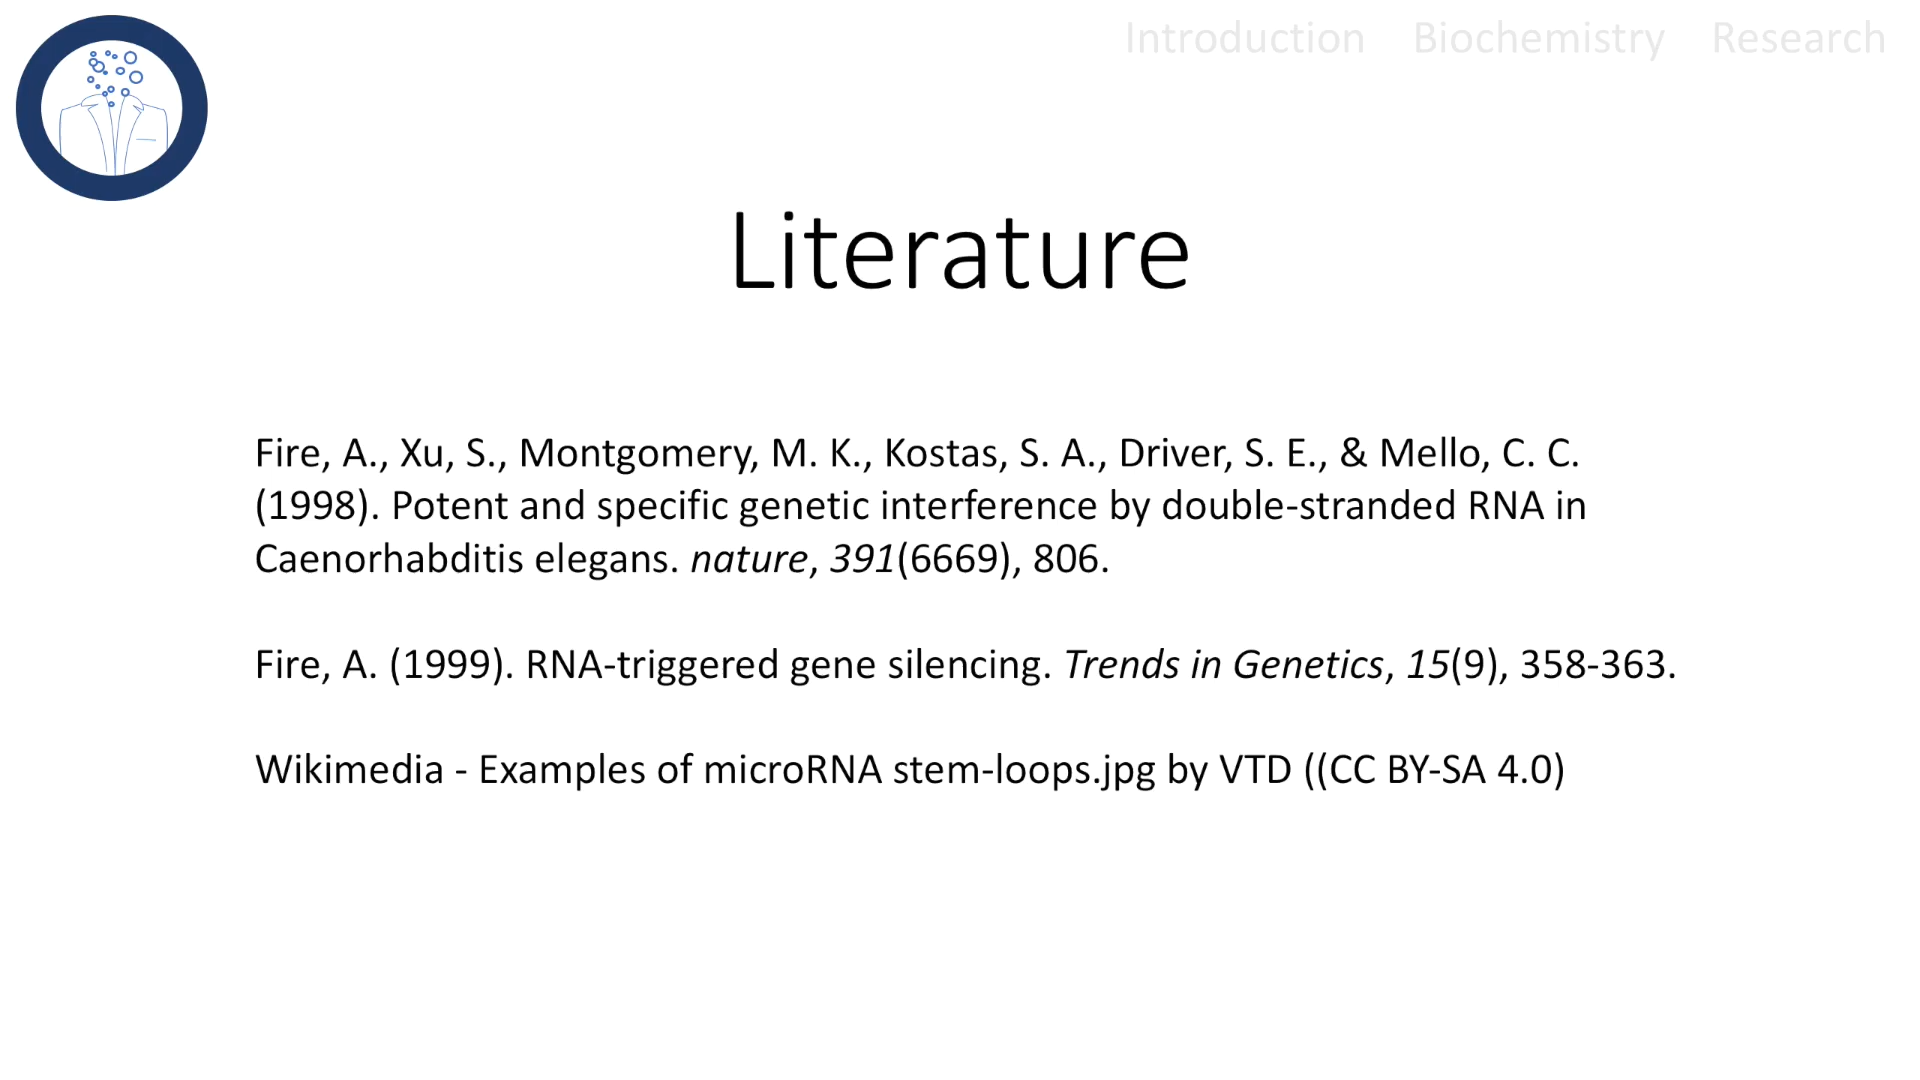 Introduction Biochemistry Research
Literature
Fire, A., Xu, S., Montgomery, M. K., Kostas, S. A., Driver, S. E., & Mello, C. C.
(1998). Potent and specific genetic interference by double-stranded RNA in
Caenorhabditis elegans. nature, 391(6669), 806.
Fire, A. (1999). RNA-triggered gene silencing. Trends in Genetics, 15(9), 358-363.
Wikimedia - Examples of microRNA stem-loops.jpg by VTD ((CC BY-SA 4.0)